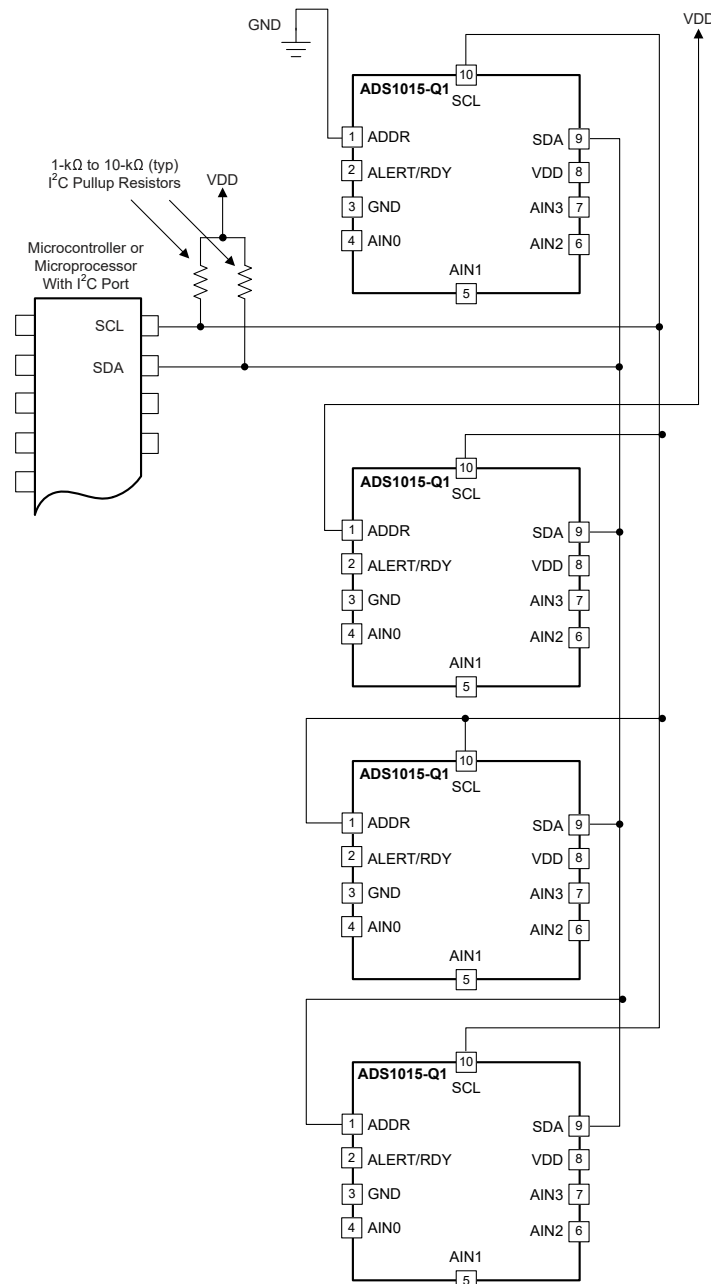 GND
VDD
10
ADS1015-Q1
SCL
1 ADDR
SDA 9
2 ALERT/RDY
VDD 8
3 GND
AIN3 7
4 AIN0
AIN2 6
AIN1
5
1-kΩ to 10-kΩ (typ)
I²C Pullup Resistors
VDD
Microcontroller or
Microprocessor
With I²C Port
SCL
SDA
10
ADS1015-Q1
SCL
1 ADDR
SDA 9
2 ALERT/RDY
VDD 8
3 GND
AIN3 7
4 AIN0
AIN2 6
AIN1
5
10
ADS1015-Q1
SCL
1 ADDR
SDA 9
2 ALERT/RDY
VDD 8
3 GND
AIN3 7
4 AIN0
AIN2 6
AIN1
5
10
ADS1015-Q1
SCL
1 ADDR
SDA 9
2 ALERT/RDY
VDD 8
3 GND
AIN3 7
4 AIN0
AIN2 6
AIN1
5